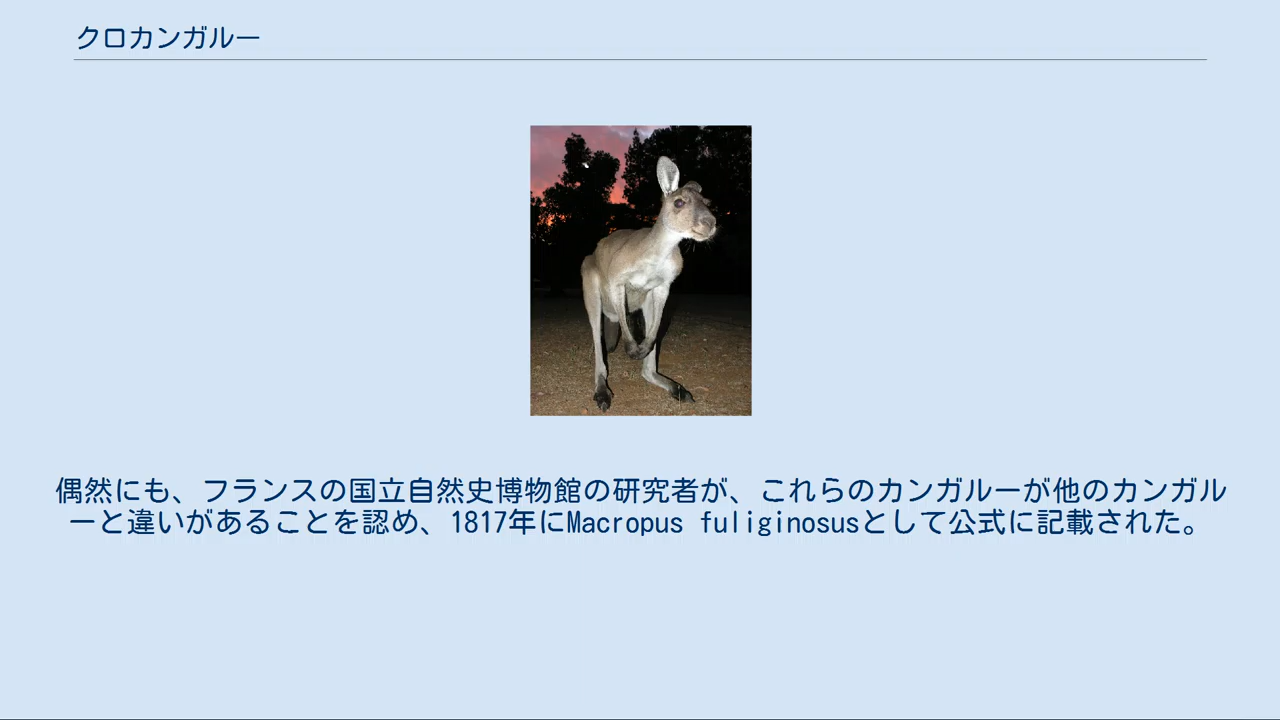 クロカンガルー
偶然にも、フランスの国立自然史博物館の研究者が、これらのカンガルーが他のカンガル
ーと違いがあることを認め、1817年にMacropus fuliginosusとして公式に記載された。